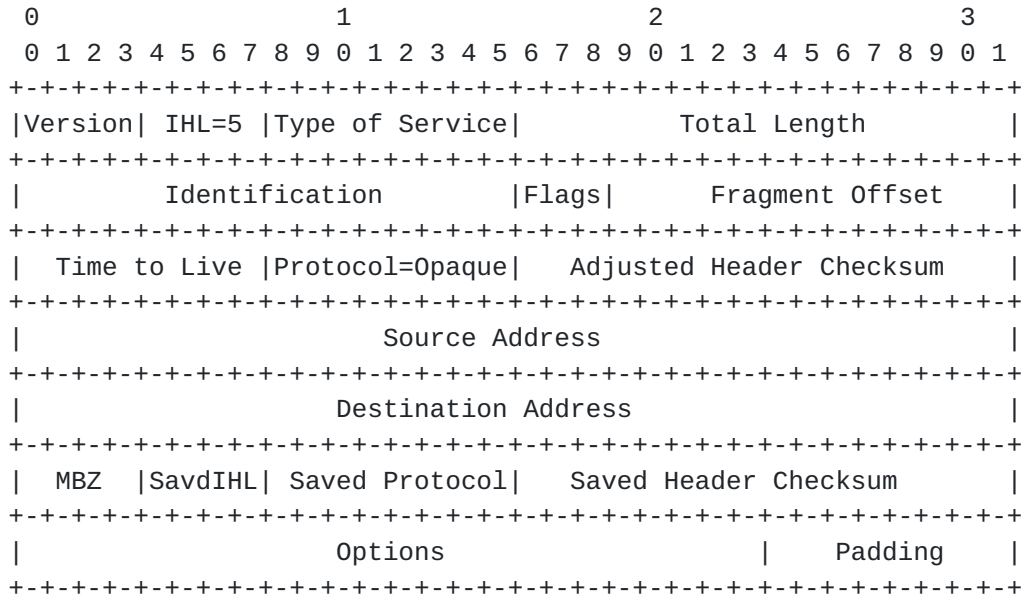 0                   1                   2                   3
 0 1 2 3 4 5 6 7 8 9 0 1 2 3 4 5 6 7 8 9 0 1 2 3 4 5 6 7 8 9 0 1
+-+-+-+-+-+-+-+-+-+-+-+-+-+-+-+-+-+-+-+-+-+-+-+-+-+-+-+-+-+-+-+-+
|Version| IHL=5 |Type of Service|          Total Length         |
+-+-+-+-+-+-+-+-+-+-+-+-+-+-+-+-+-+-+-+-+-+-+-+-+-+-+-+-+-+-+-+-+
|         Identification        |Flags|      Fragment Offset    |
+-+-+-+-+-+-+-+-+-+-+-+-+-+-+-+-+-+-+-+-+-+-+-+-+-+-+-+-+-+-+-+-+
|  Time to Live |Protocol=Opaque|   Adjusted Header Checksum    |
+-+-+-+-+-+-+-+-+-+-+-+-+-+-+-+-+-+-+-+-+-+-+-+-+-+-+-+-+-+-+-+-+
|                       Source Address                          |
+-+-+-+-+-+-+-+-+-+-+-+-+-+-+-+-+-+-+-+-+-+-+-+-+-+-+-+-+-+-+-+-+
|                    Destination Address                        |
+-+-+-+-+-+-+-+-+-+-+-+-+-+-+-+-+-+-+-+-+-+-+-+-+-+-+-+-+-+-+-+-+
|  MBZ  |SavdIHL| Saved Protocol|   Saved Header Checksum       |
+-+-+-+-+-+-+-+-+-+-+-+-+-+-+-+-+-+-+-+-+-+-+-+-+-+-+-+-+-+-+-+-+
|                    Options                    |    Padding    |
+-+-+-+-+-+-+-+-+-+-+-+-+-+-+-+-+-+-+-+-+-+-+-+-+-+-+-+-+-+-+-+-+